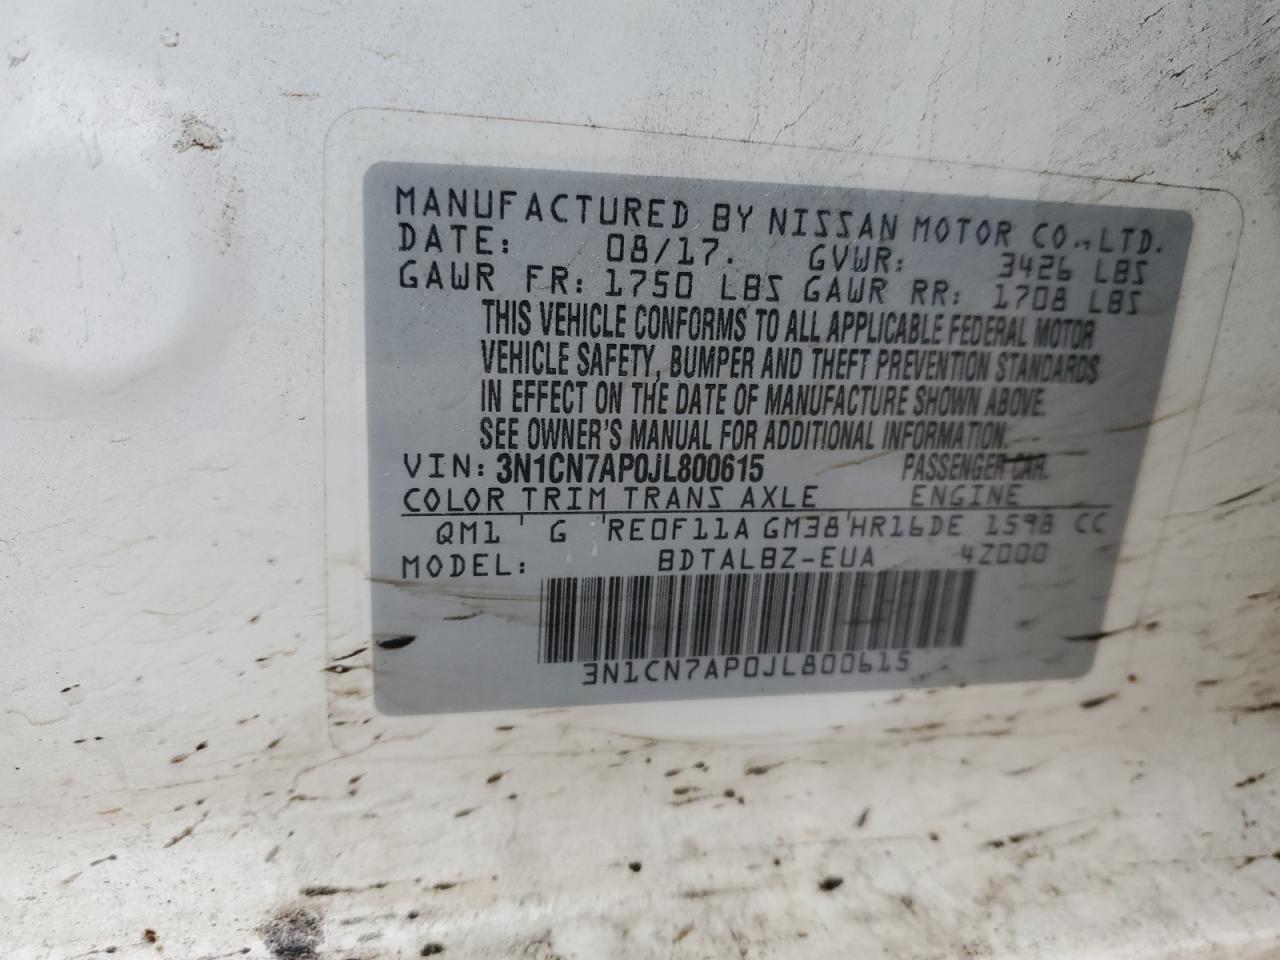 MANUFACTURED BY NISSAN MOTOR CO., LTD.
DATE: 08/17. GVWR: 3426 LBS
GAWR FR: 1750 LBS GAWR RR: 1708 LBS
THIS VEHICLE CONFORMS TO ALL APPLICABLE FEDERAL MOTOR
VEHICLE SAFETY, BUMPER AND THEFT PREVENTION STANDARDS
IN EFFECT ON THE DATE OF MANUFACTURE SHOWN ABOVE.
SEE OWNER'S MANUAL FOR ADDITIONAL INFORMATION.
VIN: 3N1CN7AP0JL800615 PASSENGER CAR.
COLOR TRIM TRANS AXLE ENGINE
QM1 ' G 'RE0F11A GM38'HR16DE 1598 CC
MODEL: BDTALBZ-EUA 4Z000
3N1CN7AP0JL800615